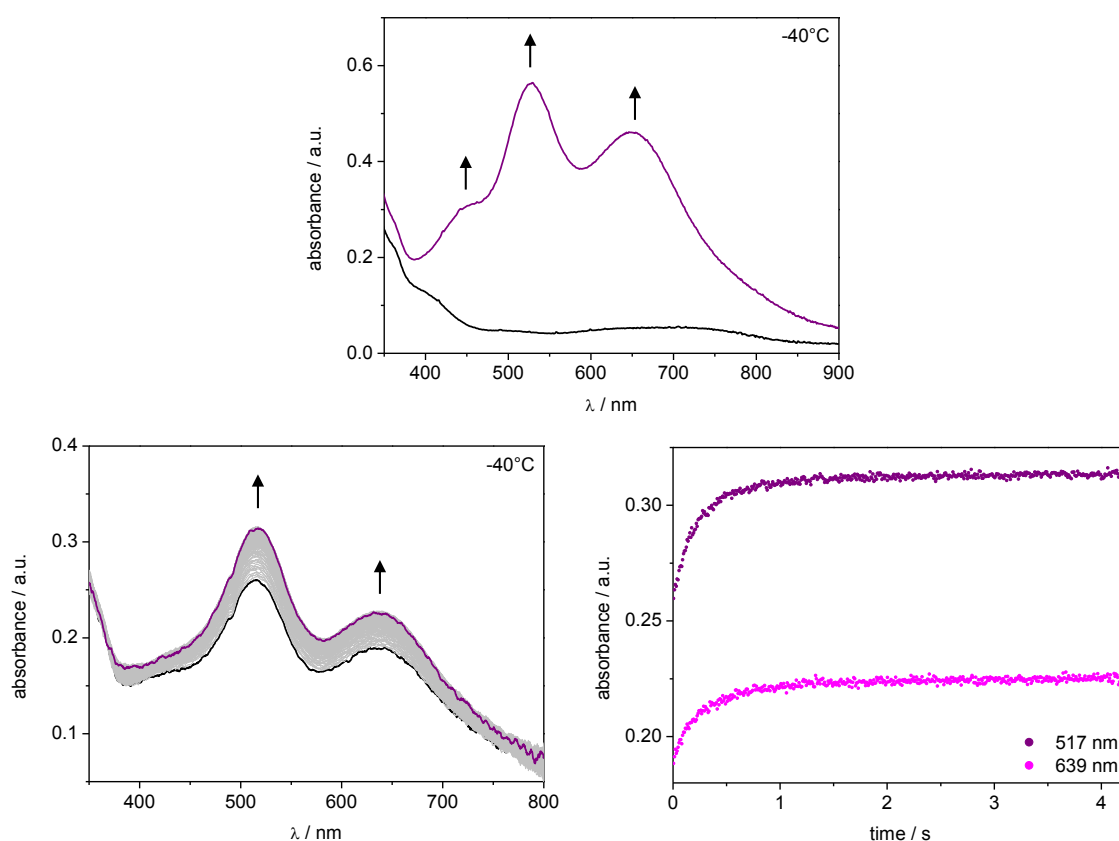 -40°C
absorbance / a.u.
0.6
0.4
0.2
0.0
400 500 600 700 800 900
λ / nm
-40°C
absorbance / a.u.
0.4
0.3
0.2
0.1
400 500 600 700 800
λ / nm
absorbance / a.u.
0.30
0.25
0.20
517 nm
639 nm
0 1 2 3 4
time / s